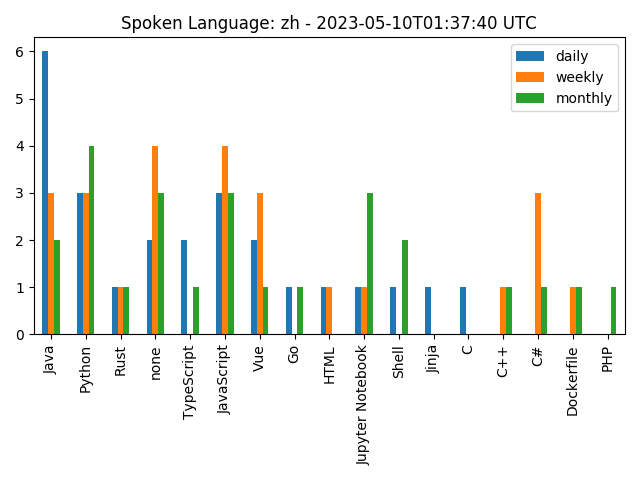 Spoken Language: zh - 2023-05-10T01:37:40 UTC
daily
weekly
monthly
6
5
4
3
2
1
0
Java
Python
Rust
none
TypeScript
JavaScript
Vue
Go
HTML
Jupyter Notebook
Shell
Jinja
C
C++
C#
Dockerfile
PHP